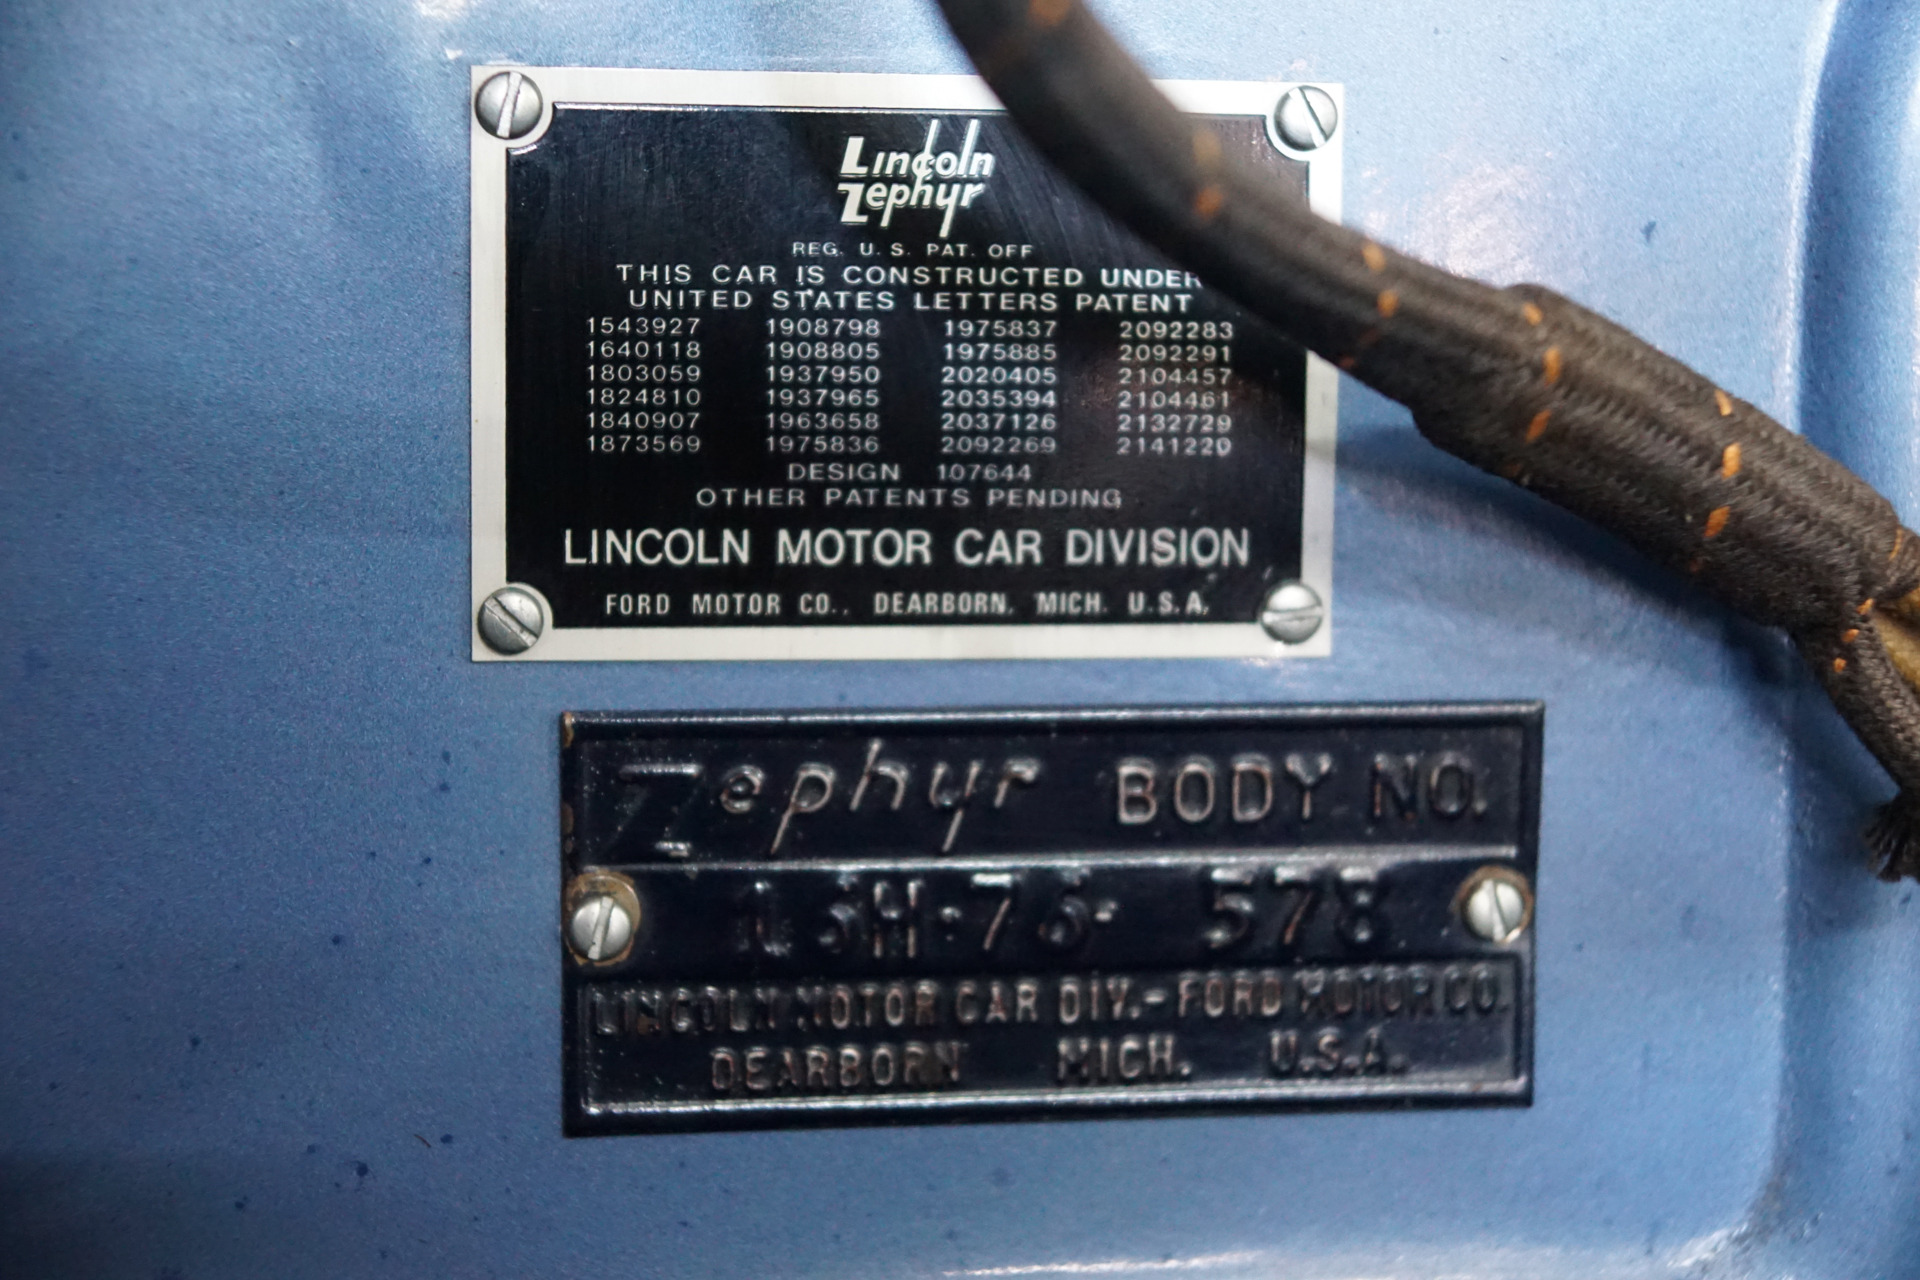 Lincoln
Zephyr
REG. U. S. PAT. OFF
THIS CAR IS CONSTRUCTED UNDER
UNITED STATES LETTERS PATENT
1543927 1908798 1975837 2092283
1640118 1908805 1975885 2092291
1803059 1937950 2020405 2104457
1824810 1937965 2035394 2104461
1840907 1963658 2037126 2132729
1873569 1975836 2092269 2141220
DESIGN 107644
OTHER PATENTS PENDING
LINCOLN MOTOR CAR DIVISION
FORD MOTOR CO., DEARBORN, MICH. U.S.A.
Zephyr BODY NO.
16H·76- 578
LINCOLN MOTOR CAR DIV.-FORD MOTOR CO.
DEARBORN MICH. U.S.A.